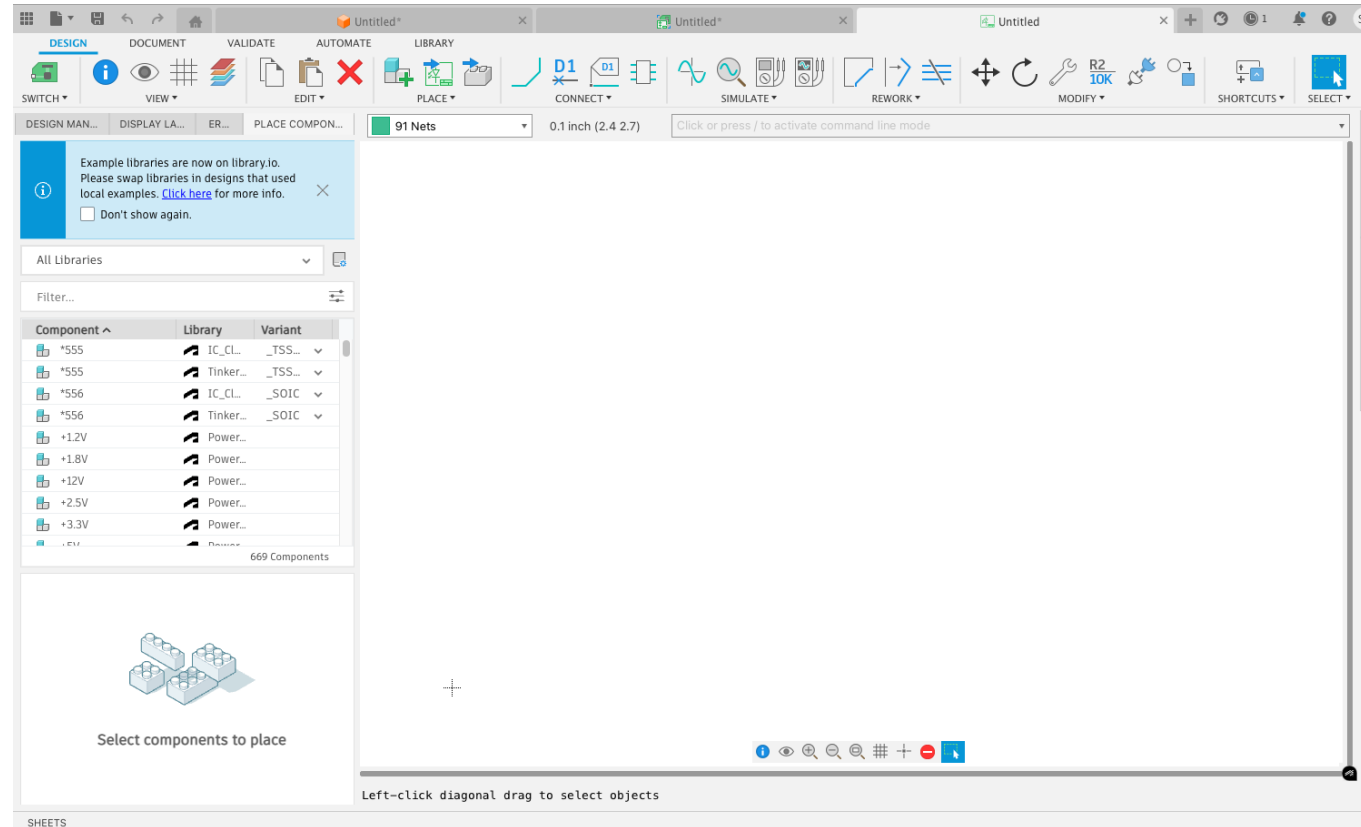 Untitled* × Untitled* × Untitled × + 1
DESIGN DOCUMENT VALIDATE AUTOMATE LIBRARY
D1 D1 R2
10K
SWITCH ▾ VIEW ▾ EDIT ▾ PLACE ▾ CONNECT ▾ SIMULATE ▾ REWORK ▾ MODIFY ▾ SHORTCUTS ▾ SELECT ▾
DESIGN MAN... DISPLAY LA... ER... PLACE COMPON...
91 Nets 0.1 inch (2.4 2.7) Click or press / to activate command line mode
Example libraries are now on library.io.
Please swap libraries in designs that used
local examples. Click here for more info.
Don't show again.
All Libraries
Filter...
Component Library Variant
*555 IC_Cl... _TSS...
*555 Tinker... _TSS...
*556 IC_Cl... _SOIC
*556 Tinker... _SOIC
+1.2V Power...
+1.8V Power...
+12V Power...
+2.5V Power...
+3.3V Power...
669 Components
Select components to place
Left-click diagonal drag to select objects
SHEETS